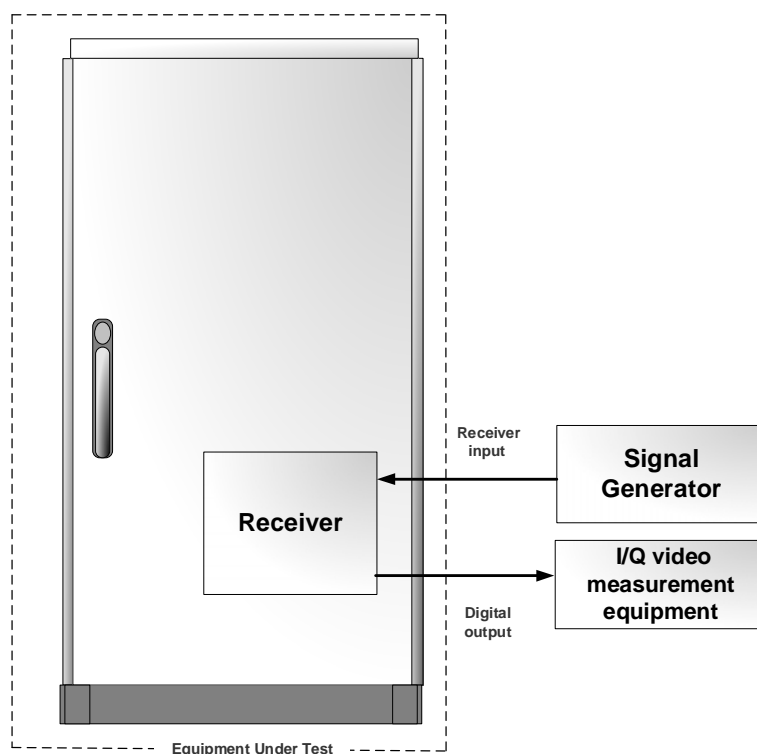 Receiver
input
Signal
Generator
Receiver
I/Q video
measurement
equipment
Digital
output
Equipment Under Test